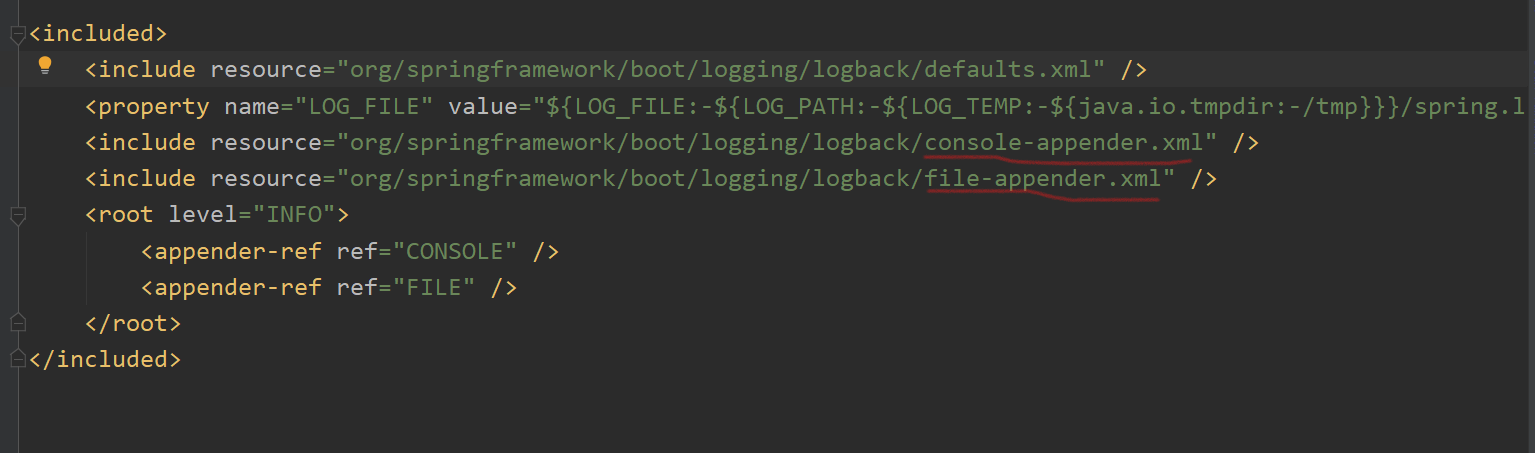 <included>
<include resource="org/springframework/boot/logging/logback/defaults.xml" />
<property name="LOG_FILE" value="${LOG_FILE:-${LOG_PATH:-${LOG_TEMP:-${java.io.tmpdir:-/tmp}}}/spring.l
<include resource="org/springframework/boot/logging/logback/console-appender.xml" />
<include resource="org/springframework/boot/logging/logback/file-appender.xml" />
<root level="INFO">
<appender-ref ref="CONSOLE" />
<appender-ref ref="FILE" />
</root>
</included>